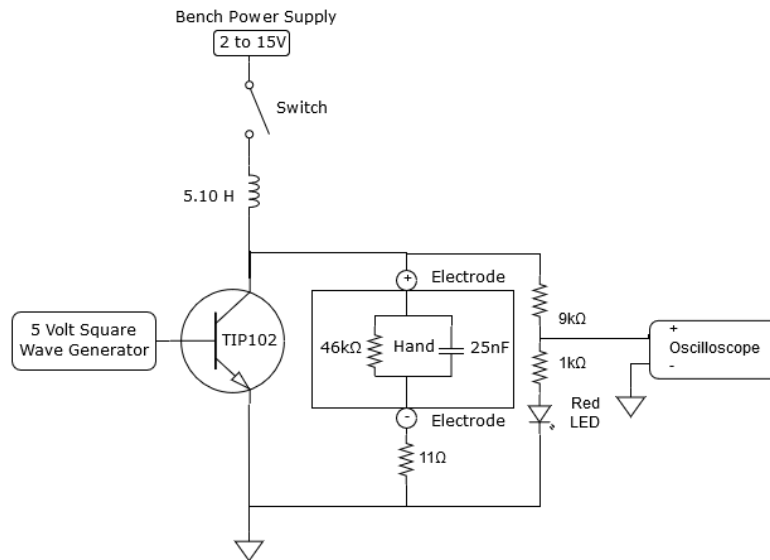 Bench Power Supply
2 to 15V
Switch
5.10 H
+
Electrode
5 Volt Square
Wave Generator
TIP102
46kΩ
Hand
25nF
9kΩ
+
Oscilloscope
-
1kΩ
-
Electrode
Red
LED
11Ω